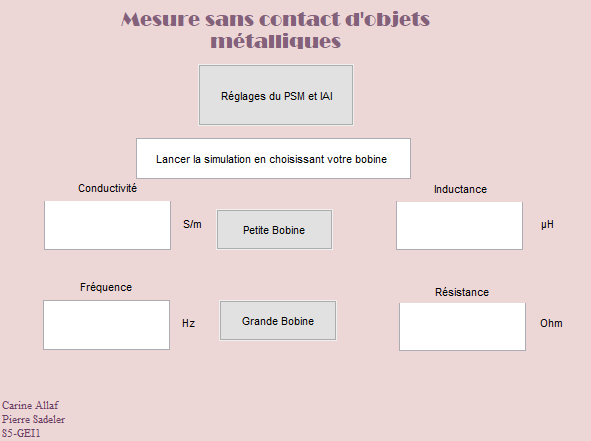 Mesure sans contact d'objets
métalliques
Réglages du PSM et IAI
Lancer la simulation en choisissant votre bobine
Conductivité
Inductance
S/m
Petite Bobine
µH
Fréquence
Résistance
Hz
Grande Bobine
Ohm
Carine Allaf
Pierre Sadeler
S5-GEI1